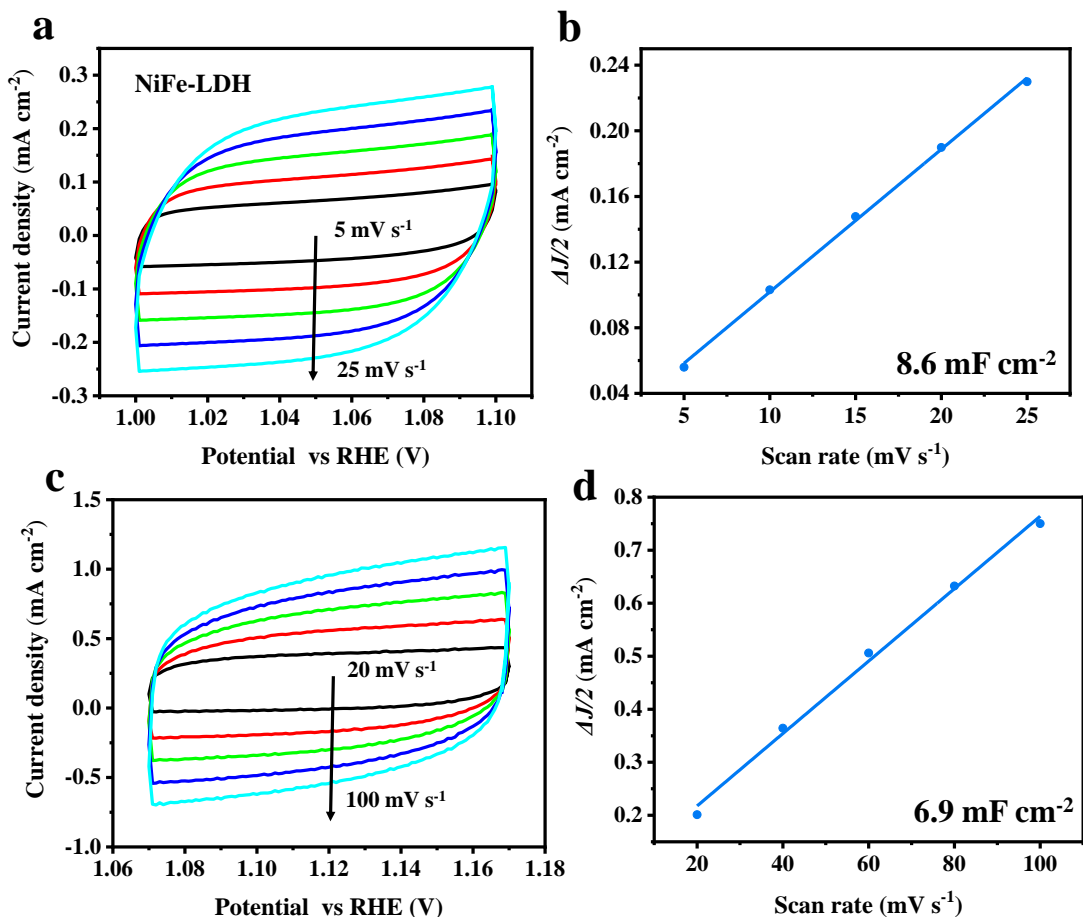 a
NiFe-LDH
0.3
0.2
0.1
0.0
-0.1
-0.2
-0.3
Current density (mA cm⁻²)
5 mV s⁻¹
25 mV s⁻¹
1.00 1.02 1.04 1.06 1.08 1.10
Potential vs RHE (V)
b
0.24
0.20
0.16
0.12
0.08
0.04
ΔJ/2 (mA cm⁻²)
8.6 mF cm⁻²
5 10 15 20 25
Scan rate (mV s⁻¹)
c
1.5
1.0
0.5
0.0
-0.5
-1.0
Current density (mA cm⁻²)
20 mV s⁻¹
100 mV s⁻¹
1.06 1.08 1.10 1.12 1.14 1.16 1.18
Potential vs RHE (V)
d
0.8
0.7
0.6
0.5
0.4
0.3
0.2
ΔJ/2 (mA cm⁻²)
6.9 mF cm⁻²
20 40 60 80 100
Scan rate (mV s⁻¹)